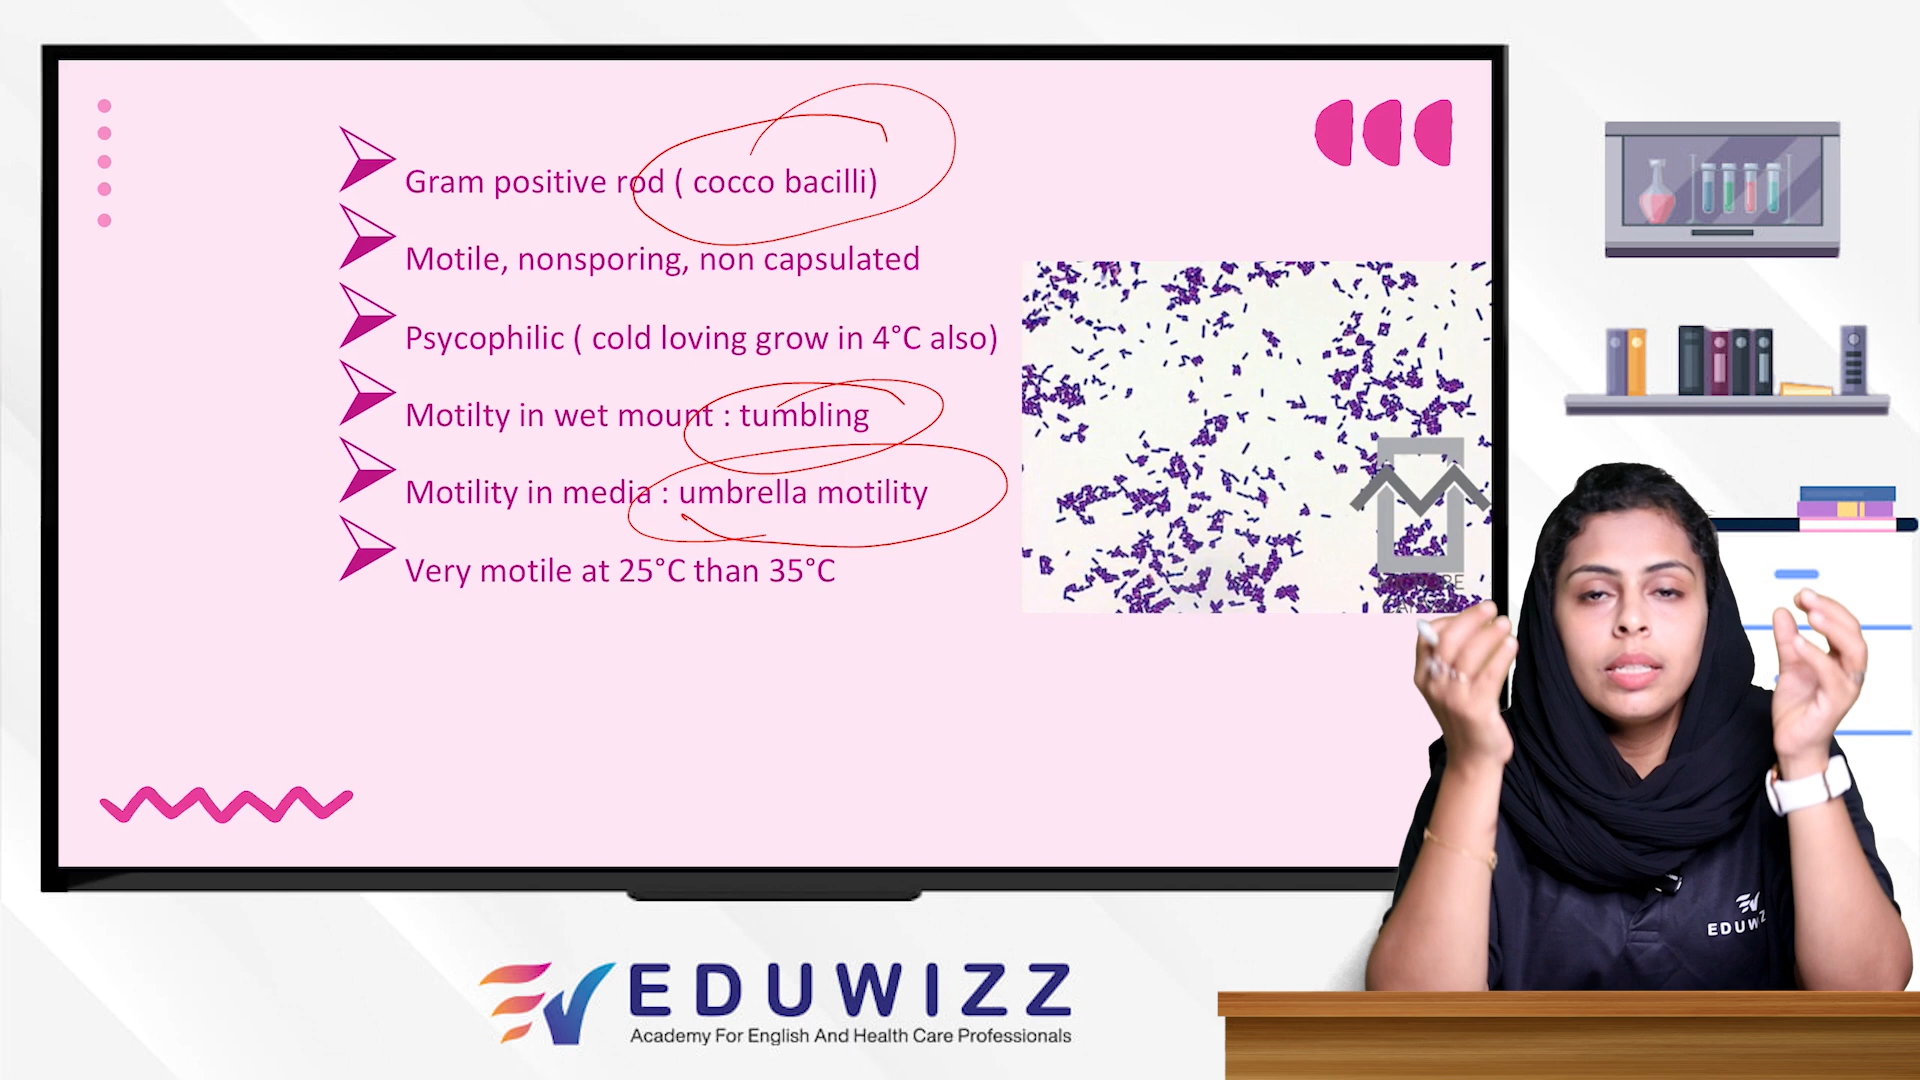 Gram positive rod ( cocco bacilli)
Motile, nonsporing, non capsulated
Psycophilic ( cold loving grow in 4°C also)
Motilty in wet mount : tumbling
Motility in media : umbrella motility
Very motile at 25°C than 35°C
EDUWIZZ
Academy For English And Health Care Professionals